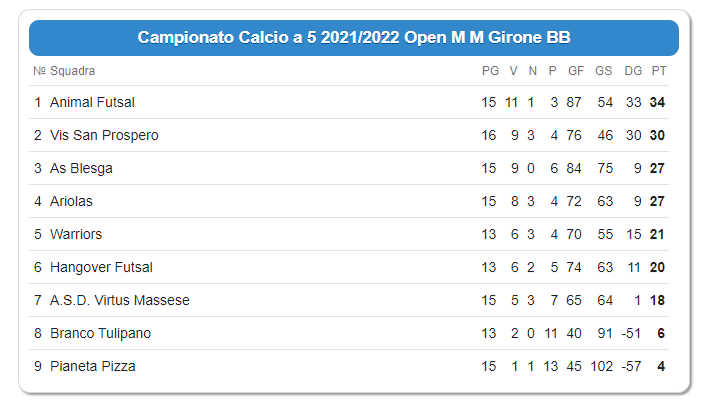 Campionato Calcio a 5 2021/2022 Open M M Girone BB
Nº Squadra PG V N P GF GS DG PT
1 Animal Futsal 15 11 1 3 87 54 33 34
2 Vis San Prospero 16 9 3 4 76 46 30 30
3 As Blesga 15 9 0 6 84 75 9 27
4 Ariolas 15 8 3 4 72 63 9 27
5 Warriors 13 6 3 4 70 55 15 21
6 Hangover Futsal 13 6 2 5 74 63 11 20
7 A.S.D. Virtus Massese 15 5 3 7 65 64 1 18
8 Branco Tulipano 13 2 0 11 40 91 -51 6
9 Pianeta Pizza 15 1 1 13 45 102 -57 4